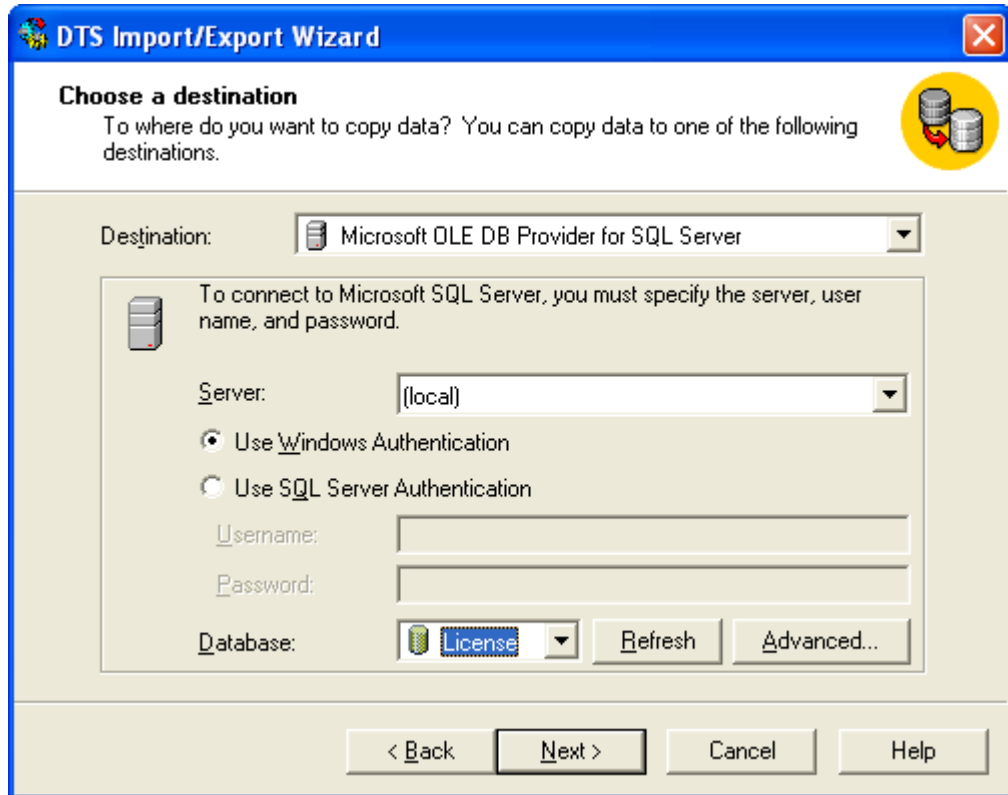 DTS Import/Export Wizard
Choose a destination
To where do you want to copy data? You can copy data to one of the following
destinations.
Destination: Microsoft OLE DB Provider for SQL Server
To connect to Microsoft SQL Server, you must specify the server, user
name, and password.
Server: (local)
Use Windows Authentication
Use SQL Server Authentication
Username:
Password:
Database: License Refresh Advanced...
< Back Next > Cancel Help